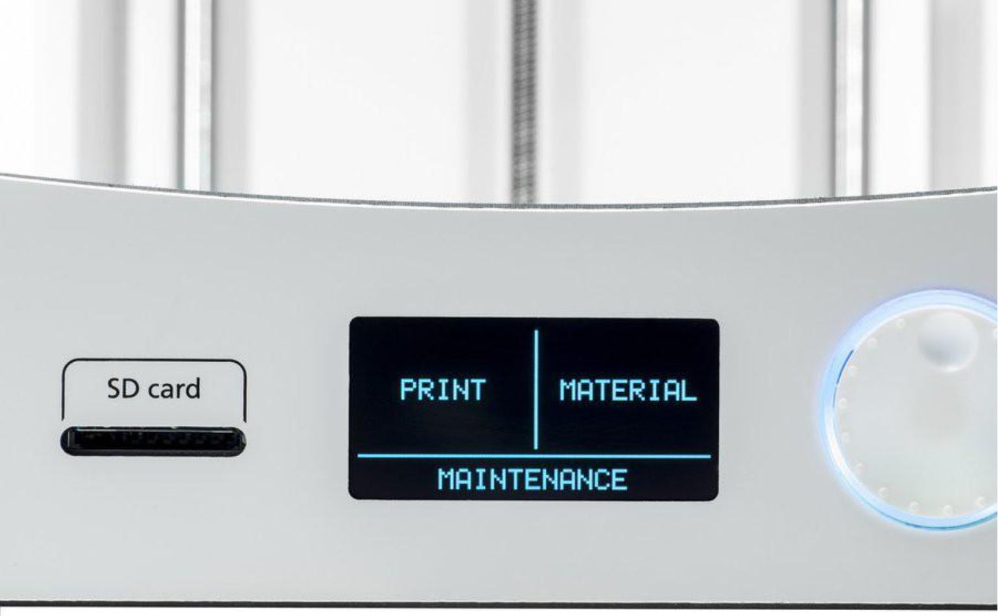 SD card
PRINT
MATERIAL
MAINTENANCE